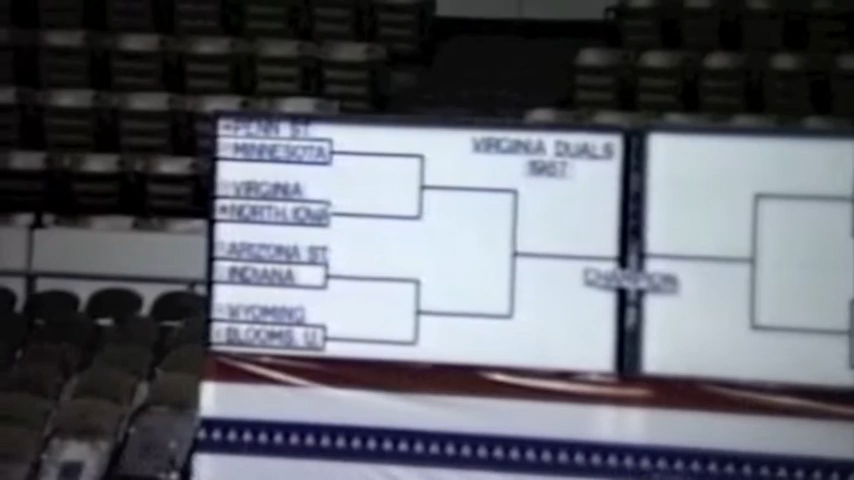 PENN ST.
MINNESOTA
VIRGINIA
NORTH. IOWA
ARIZONA ST
INDIANA
WYOMING
BLOOMS. U.
VIRGINIA DUALS
1987
CHAMPION